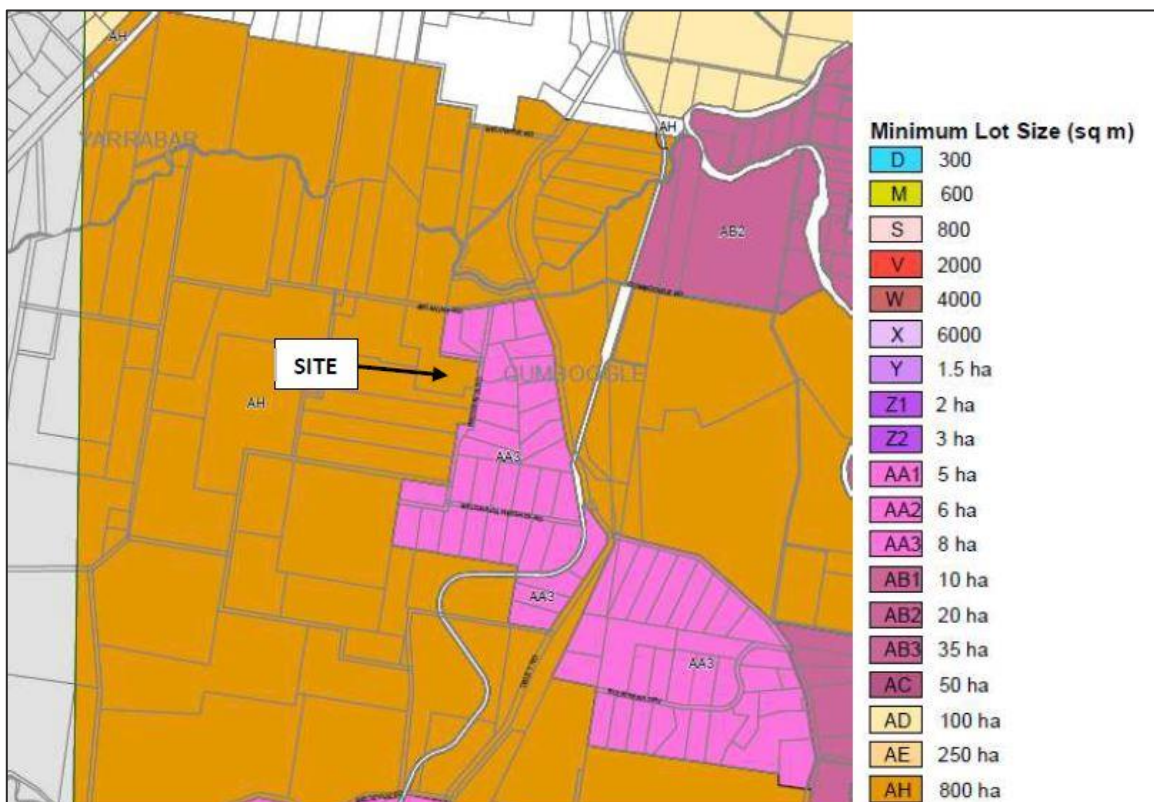 AH
YARRABAR
AH
AB2
SITE
GUMBOOGLE
AH
AA3
AA3
AA3
Minimum Lot Size (sq m)
D 300
M 600
S 800
V 2000
W 4000
X 6000
Y 1.5 ha
Z1 2 ha
Z2 3 ha
AA1 5 ha
AA2 6 ha
AA3 8 ha
AB1 10 ha
AB2 20 ha
AB3 35 ha
AC 50 ha
AD 100 ha
AE 250 ha
AH 800 ha